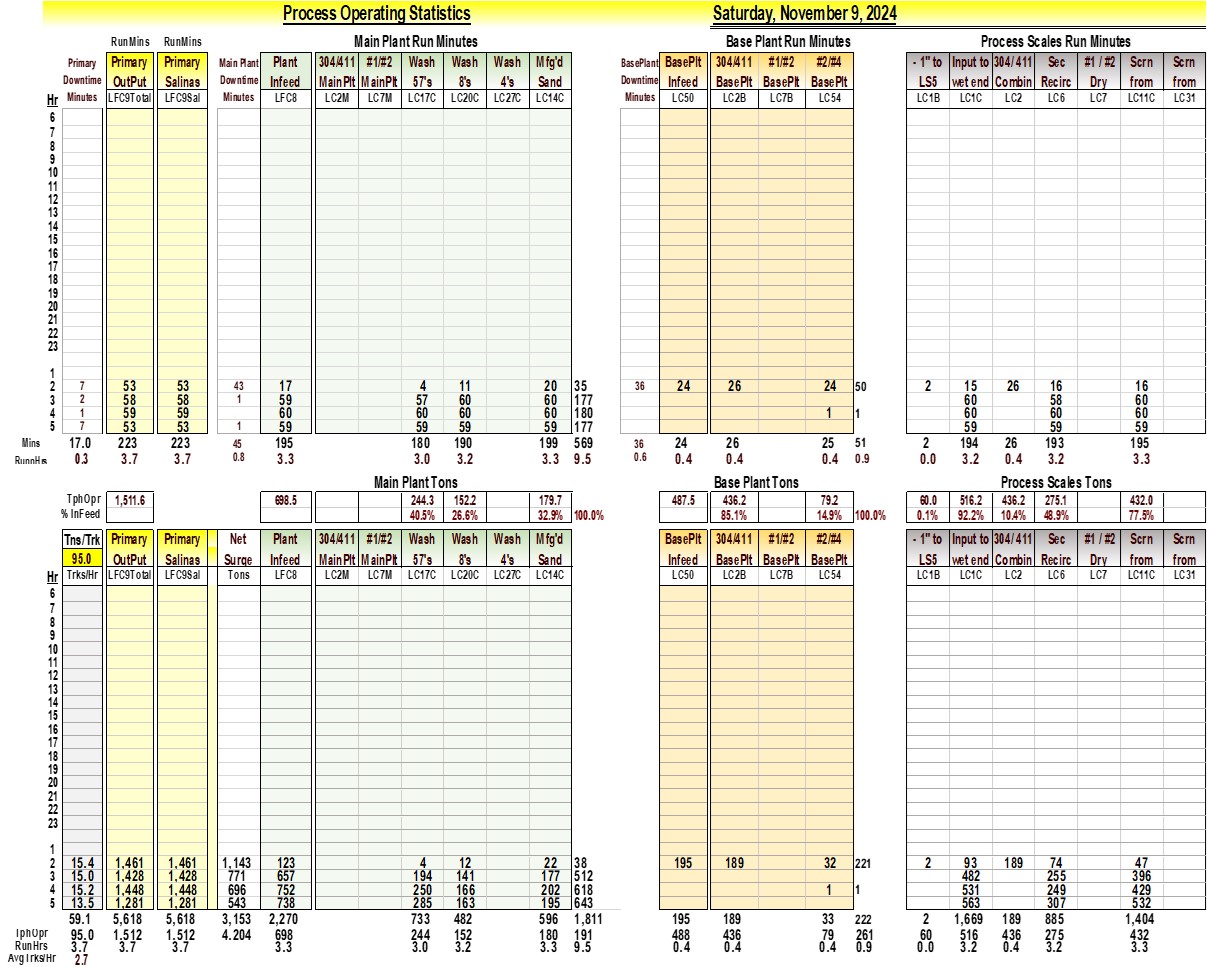 Process Operating Statistics Saturday, November 9, 2024
RunMins RunMins Main Plant Run Minutes Base Plant Run Minutes Process Scales Run Minutes
Primary Primary Primary Main Plant Plant 304/411 #1/#2 Wash Wash Wash Mfg'd BasePlant BasePlt 304/411 #1/#2 #2/#4 - 1" to Input to 304/411 Sec #1 / #2 Scrn Scrn
Downtime OutPut Salinas Downtime Infeed MainPlt MainPlt 57's 8's 4's Sand Downtime Infeed BasePlt BasePlt BasePlt LS5 wet end Combin Recirc Dry from from
Hr Minutes LFC9Total LFC9Sal Minutes LFC8 LC2M LC7M LC17C LC20C LC27C LC14C Minutes LC50 LC2B LC7B LC54 LC1B LC1C LC2 LC6 LC7 LC11C LC31
6
7
8
9
10
11
12
13
14
15
16
17
18
19
20
21
22
23
1
2 7 53 53 43 17 4 11 20 35 36 24 26 24 50 2 15 26 16 16
3 2 58 58 1 59 57 60 60 177 60 58 60
4 1 59 59 60 60 60 60 180 1 1 60 60 60
5 7 53 53 1 59 59 59 59 177 59 59 59
Mins 17.0 223 223 45 195 180 190 199 569 36 24 26 25 51 2 194 26 193 195
RunnHrs 0.3 3.7 3.7 0.8 3.3 3.0 3.2 3.3 9.5 0.6 0.4 0.4 0.4 0.9 0.0 3.2 0.4 3.2 3.3
Main Plant Tons Base Plant Tons Process Scales Tons
TphOpr 1,511.6 698.5 244.3 152.2 179.7 487.5 436.2 79.2 60.0 516.2 436.2 275.1 432.0
% InFeed 40.5% 26.6% 32.9% 100.0% 85.1% 14.9% 100.0% 0.1% 92.2% 10.4% 48.9% 77.5%
Tns/Trk Primary Primary Net Plant 304/411 #1/#2 Wash Wash Wash Mfg'd BasePlt 304/411 #1/#2 #2/#4 - 1" to Input to 304/411 Sec #1 / #2 Scrn Scrn
95.0 OutPut Salinas Surge Infeed MainPlt MainPlt 57's 8's 4's Sand Infeed BasePlt BasePlt BasePlt LS5 wet end Combin Recirc Dry from from
Hr Trks/Hr LFC9Total LFC9Sal Tons LFC8 LC2M LC7M LC17C LC20C LC27C LC14C LC50 LC2B LC7B LC54 LC1B LC1C LC2 LC6 LC7 LC11C LC31
6
7
8
9
10
11
12
13
14
15
16
17
18
19
20
21
22
23
1
2 15.4 1,461 1,461 1,143 123 4 12 22 38 195 189 32 221 2 93 189 74 47
3 15.0 1,428 1,428 771 657 194 141 177 512 482 255 396
4 15.2 1,448 1,448 696 752 250 166 202 618 1 1 531 249 429
5 13.5 1,281 1,281 543 738 285 163 195 643 563 307 532
59.1 5,618 5,618 3,153 2,270 733 482 596 1,811 195 189 33 222 2 1,669 189 885 1,404
TphOpr 95.0 1,512 1,512 4.204 698 244 152 180 191 488 436 79 261 60 516 436 275 432
RunHrs 3.7 3.7 3.7 3.3 3.0 3.2 3.3 9.5 0.4 0.4 0.4 0.9 0.0 3.2 0.4 3.2 3.3
AvgTrks/Hr 2.7